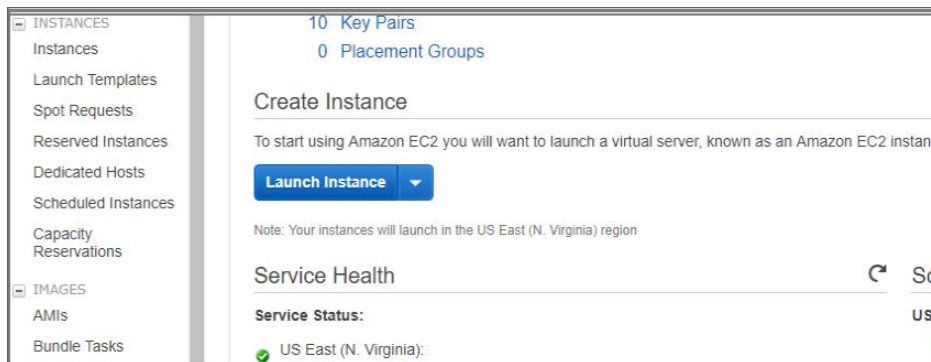 INSTANCES
Instances
Launch Templates
Spot Requests
Reserved Instances
Dedicated Hosts
Scheduled Instances
Capacity
Reservations
IMAGES
AMIs
Bundle Tasks
10 Key Pairs
0 Placement Groups
Create Instance
To start using Amazon EC2 you will want to launch a virtual server, known as an Amazon EC2 instan
Launch Instance
Note: Your instances will launch in the US East (N. Virginia) region
Service Health
Service Status:
US East (N. Virginia):
Sc
US